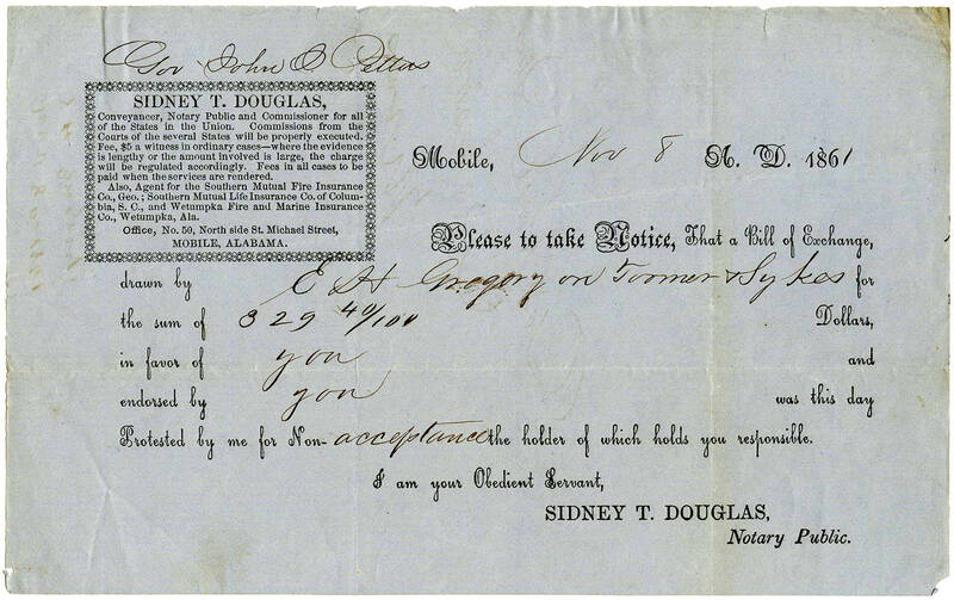 Gov John J Pettus
SIDNEY T. DOUGLAS,
Conveyancer, Notary Public and Commissioner for all
of the States in the Union. Commissions from the
Courts of the several States will be properly executed.
Fee, $5 a witness in ordinary cases—where the evidence
is lengthy or the amount involved is large, the charge
will be regulated accordingly. Fees in all cases to be
paid when the services are rendered.
Also, Agent for the Southern Mutual Fire Insurance
Co., Geo.; Southern Mutual Life Insurance Co. of Colum-
bia, S. C., and Wetumpka Fire and Marine Insurance
Co., Wetumpka, Ala.
Office, No. 50, North side St. Michael Street,
MOBILE, ALABAMA.
Mobile, Nov 8 A. D. 1861
Please to take Notice, That a Bill of Exchange,
drawn by E H Gregory on Toomer & Sykes for
the sum of 329 40/100 Dollars,
in favor of you and
endorsed by you was this day
Protested by me for Non-acceptance the holder of which holds you responsible.
I am your Obedient Servant,
SIDNEY T. DOUGLAS,
Notary Public.